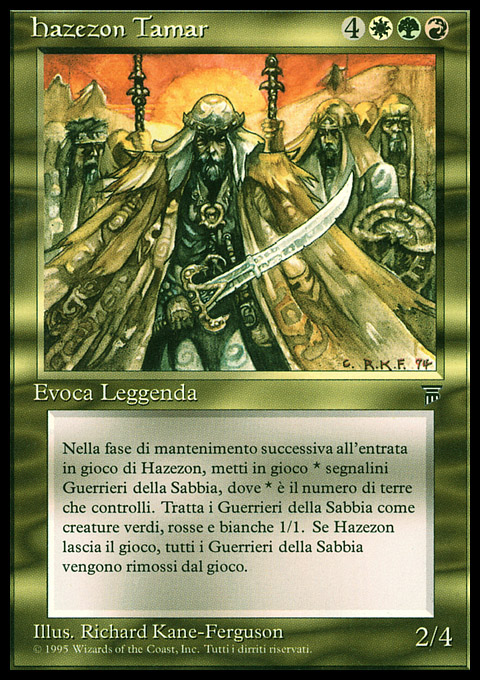 Hazezon Tamar
4
C. R.K.F. 94
Evoca Leggenda
Nella fase di mantenimento successiva all'entrata
in gioco di Hazezon, metti in gioco * segnalini
Guerrieri della Sabbia, dove * è il numero di terre
che controlli. Tratta i Guerrieri della Sabbia come
creature verdi, rosse e bianche 1/1. Se Hazezon
lascia il gioco, tutti i Guerrieri della Sabbia
vengono rimossi dal gioco.
Illus. Richard Kane-Ferguson
2/4
© 1995 Wizards of the Coast, Inc. Tutti i dirriti riservati.